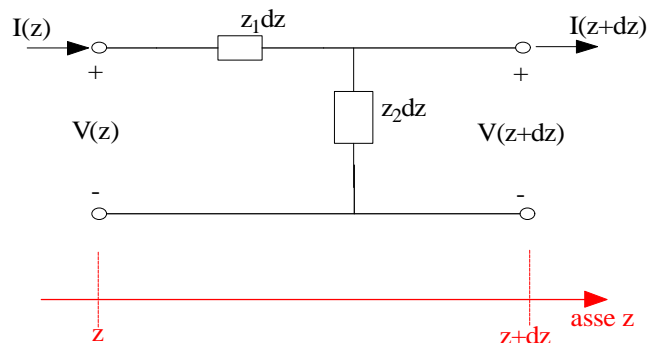 I(z) z₁dz I(z+dz)
+ +
z₂dz
V(z) V(z+dz)
- -
asse z
z z+dz